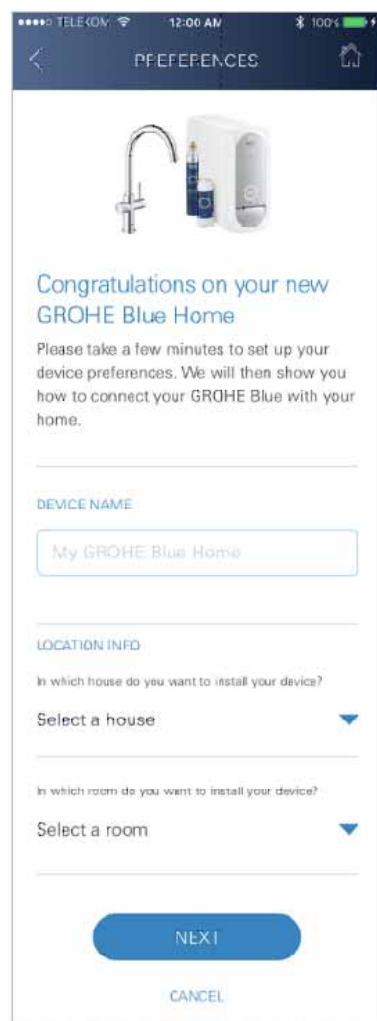 TELEKOM 12:00 AM 100%
PREFERENCES
Congratulations on your new
GROHE Blue Home
Please take a few minutes to set up your
device preferences. We will then show you
how to connect your GROHE Blue with your
home.
DEVICE NAME
My GROHE Blue Home
LOCATION INFO
In which house do you want to install your device?
Select a house
In which room do you want to install your device?
Select a room
NEXT
CANCEL